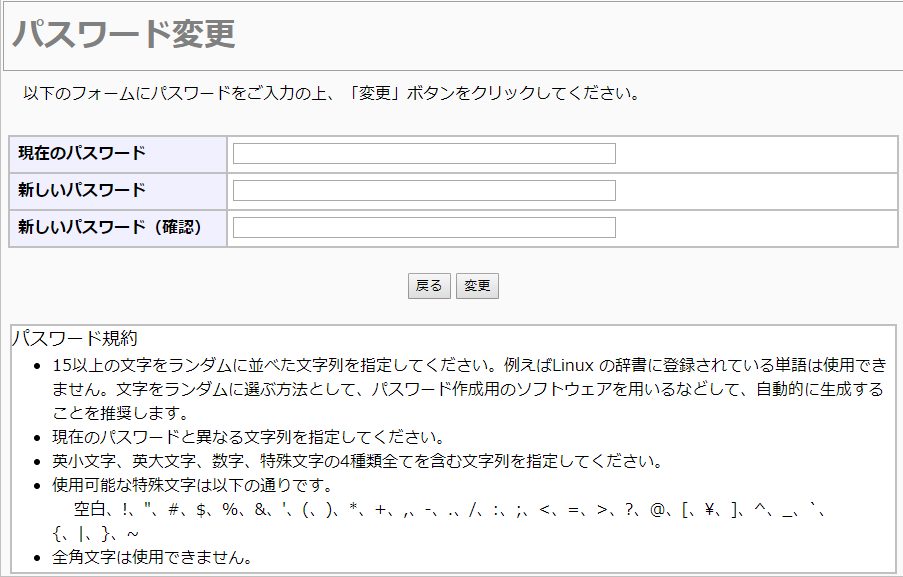 パスワード変更
以下のフォームにパスワードをご入力の上、「変更」ボタンをクリックしてください。
現在のパスワード
新しいパスワード
新しいパスワード（確認）
戻る 変更
パスワード規約
• 15以上の文字をランダムに並べた文字列を指定してください。例えばLinux の辞書に登録されている単語は使用でき
ません。文字をランダムに選ぶ方法として、パスワード作成用のソフトウェアを用いるなどして、自動的に生成する
ことを推奨します。
• 現在のパスワードと異なる文字列を指定してください。
• 英小文字、英大文字、数字、特殊文字の4種類全てを含む文字列を指定してください。
• 使用可能な特殊文字は以下の通りです。
空白、!、"、#、$、%、&、'、(、)、*、+、,、-、.、/、:、;、<、=、>、?、@、[、¥、]、^、_、`、
{、|、}、~
• 全角文字は使用できません。